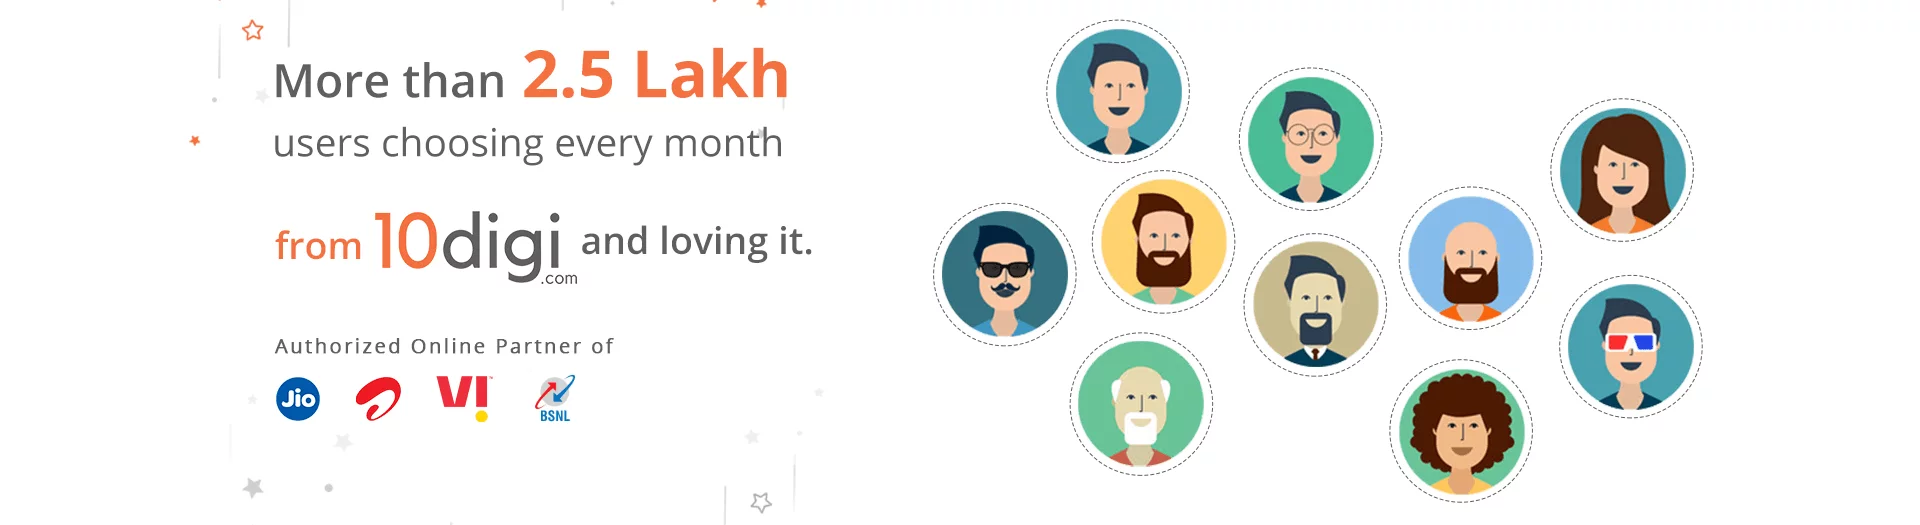 More than 2.5 Lakh
users choosing every month
from 10digi.com and loving it.
Authorized Online Partner of
Jio VI™ BSNL